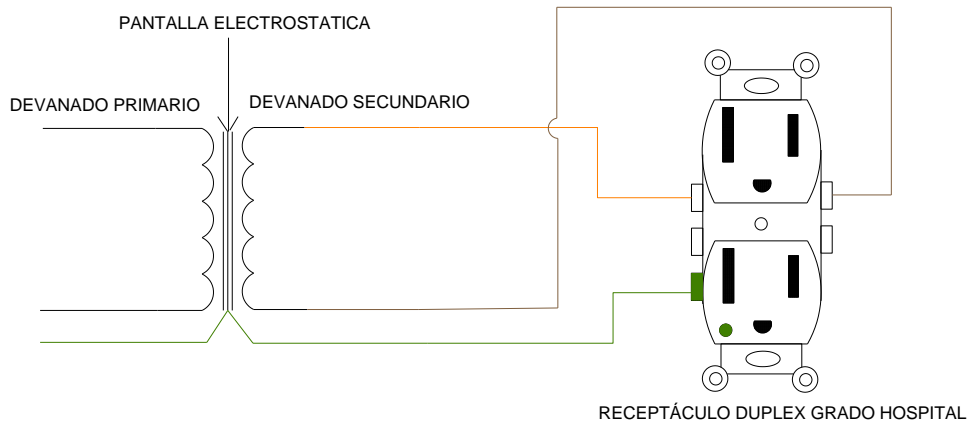 PANTALLA ELECTROSTATICA
DEVANADO PRIMARIO
DEVANADO SECUNDARIO
RECEPTÁCULO DUPLEX GRADO HOSPITAL